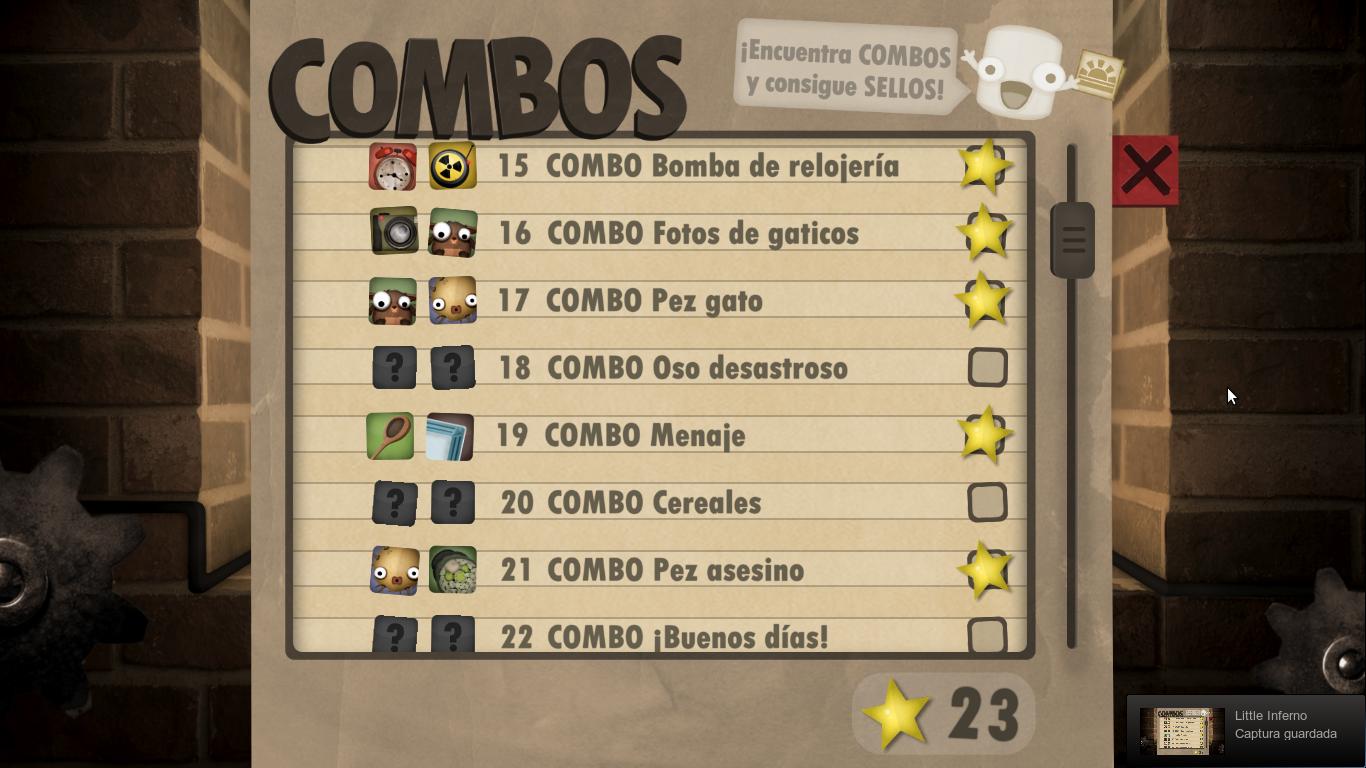 COMBOS
¡Encuentra COMBOS
y consigue SELLOS!
15 COMBO Bomba de relojería
16 COMBO Fotos de gaticos
17 COMBO Pez gato
? ? 18 COMBO Oso desastroso
19 COMBO Menaje
? ? 20 COMBO Cereales
21 COMBO Pez asesino
? ? 22 COMBO ¡Buenos días!
23
Little Inferno
Captura guardada